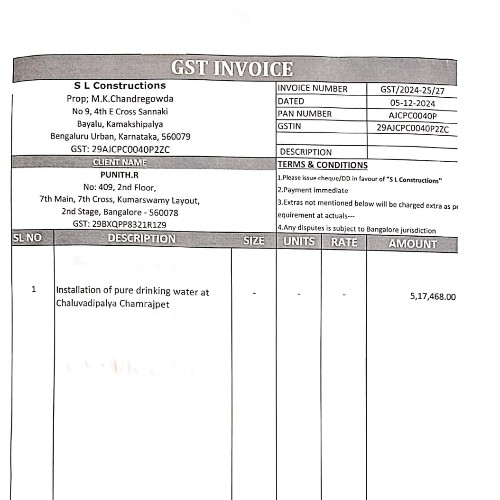 GST INVOICE
S L Constructions
Prop; M.K.Chandregowda
No 9, 4th E Cross Sannaki
Bayalu, Kamakshipalya
Bengaluru Urban, Karnataka, 560079
GST: 29AJCPC0040P2ZC
INVOICE NUMBER GST/2024-25/27
DATED 05-12-2024
PAN NUMBER AJCPC0040P
GSTIN 29AJCPC0040P2ZC
DESCRIPTION
CLIENT NAME
PUNITH.R
No: 409, 2nd Floor,
7th Main, 7th Cross, Kumarswamy Layout,
2nd Stage, Bangalore - 560078
GST: 29BXQPP8321R1Z9
TERMS & CONDITIONS
1.Please issue cheque/DD in favour of "S L Constructions"
2.Payment immediate
3.Extras not mentioned below will be charged extra as pe
equirement at actuals---
4.Any disputes is subject to Bangalore jurisdiction
SL NO DESCRIPTION SIZE UNITS RATE AMOUNT
1 Installation of pure drinking water at - - - 5,17,468.00
Chaluvadipalya Chamrajpet